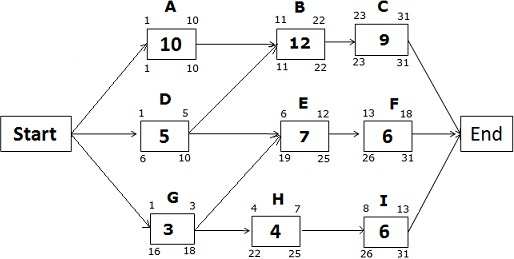 A B C
1 10 11 22 23 31
10 12 9
1 10 11 22 23 31
D E F
1 5 6 12 13 18
Start 5 7 6 End
6 10 19 25 26 31
G H I
1 3 4 7 8 13
3 4 6
16 18 22 25 26 31